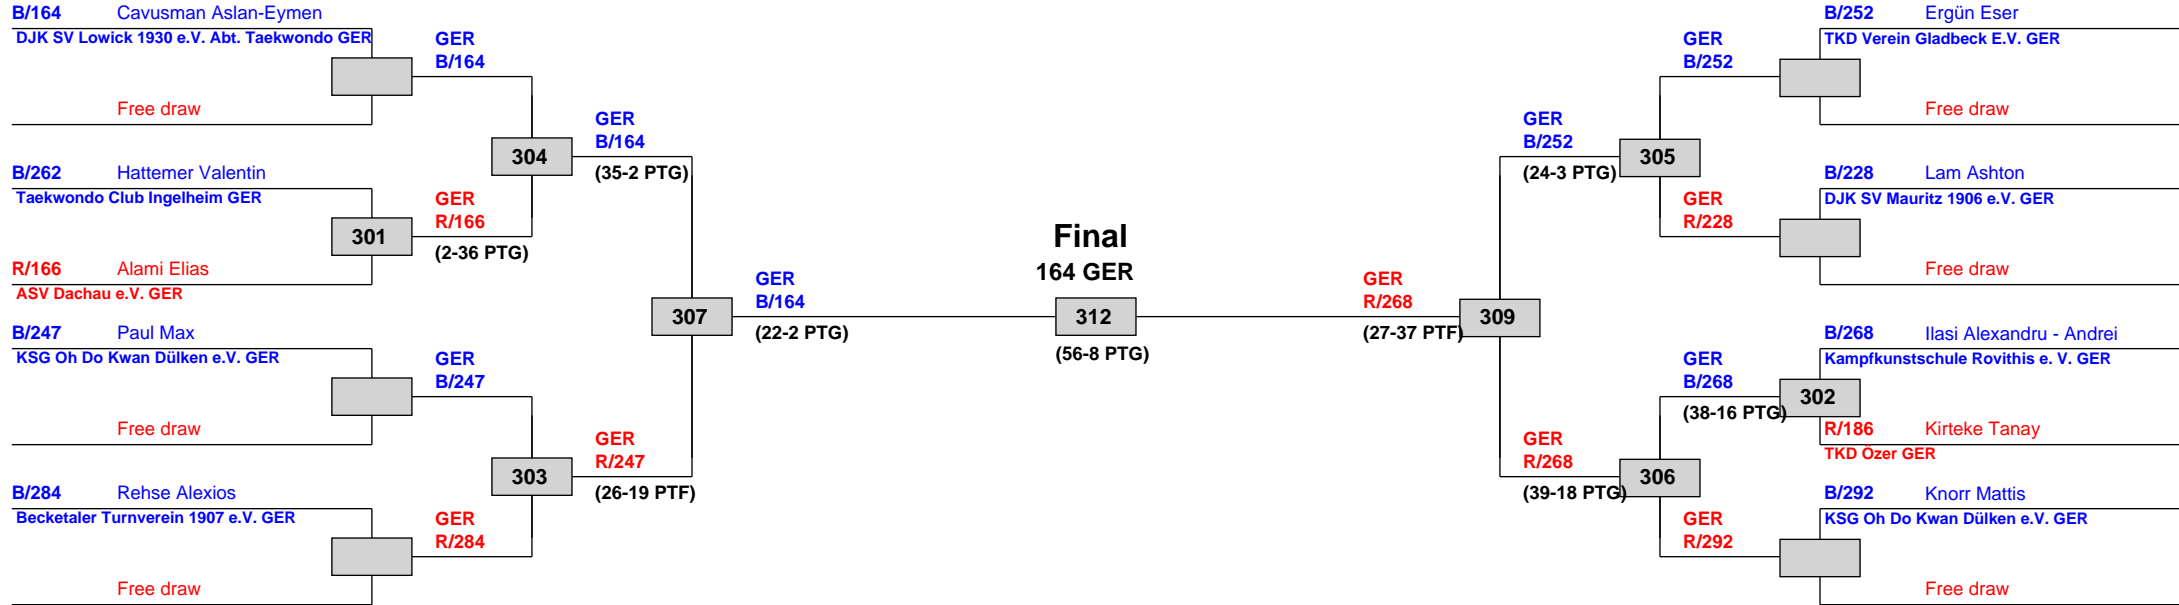 B/164 Cavusman Aslan-Eymen
DJK SV Lowick 1930 e.V. Abt. Taekwondo GER
Free draw
B/262 Hattemer Valentin
Taekwondo Club Ingelheim GER
301
R/166 Alami Elias
ASV Dachau e.V. GER
B/247 Paul Max
KSG Oh Do Kwan Dülken e.V. GER
Free draw
B/284 Rehse Alexios
Becketaler Turnverein 1907 e.V. GER
Free draw
GER
B/164
304
GER
R/166
(2-36 PTG)
GER
B/247
303
GER
R/284
GER
B/164
(35-2 PTG)
307
GER
R/247
(26-19 PTF)
GER
B/164
(22-2 PTG)
Final
164 GER
312
(56-8 PTG)
GER
R/268
(27-37 PTF)
309
GER
B/252
(24-3 PTG)
GER
R/268
(39-18 PTG)
GER
B/252
305
GER
R/228
GER
B/268
(38-16 PTG)
306
GER
R/292
B/252 Ergün Eser
TKD Verein Gladbeck E.V. GER
Free draw
B/228 Lam Ashton
DJK SV Mauritz 1906 e.V. GER
Free draw
B/268 Ilasi Alexandru - Andrei
Kampfkunstschule Rovithis e. V. GER
302
R/186 Kirteke Tanay
TKD Özer GER
B/292 Knorr Mattis
KSG Oh Do Kwan Dülken e.V. GER
Free draw